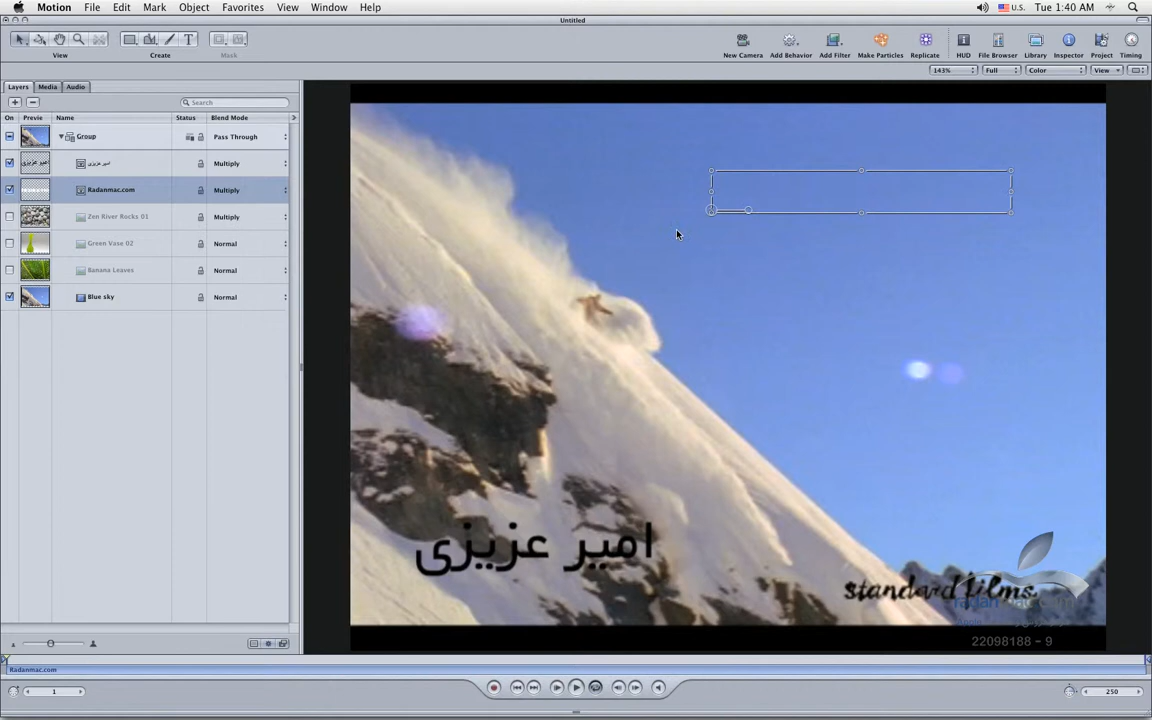 Motion File Edit Mark Object Favorites View Window Help U.S. Tue 1:40 AM
Untitled
View Create Mask New Camera Add Behavior Add Filter Make Particles Replicate HUD File Browser Library Inspector Project Timing
143% Full Color View
Layers Media Audio
Search
On Previe Name Status Blend Mode
Group Pass Through
امیر عزیزی Multiply
Radanmac.com Multiply
Zen River Rocks 01 Multiply
Green Vase 02 Normal
Banana Leaves Normal
Blue sky Normal
امیر عزیزی
standard films.
22098188 - 9
Radanmac.com
1 250